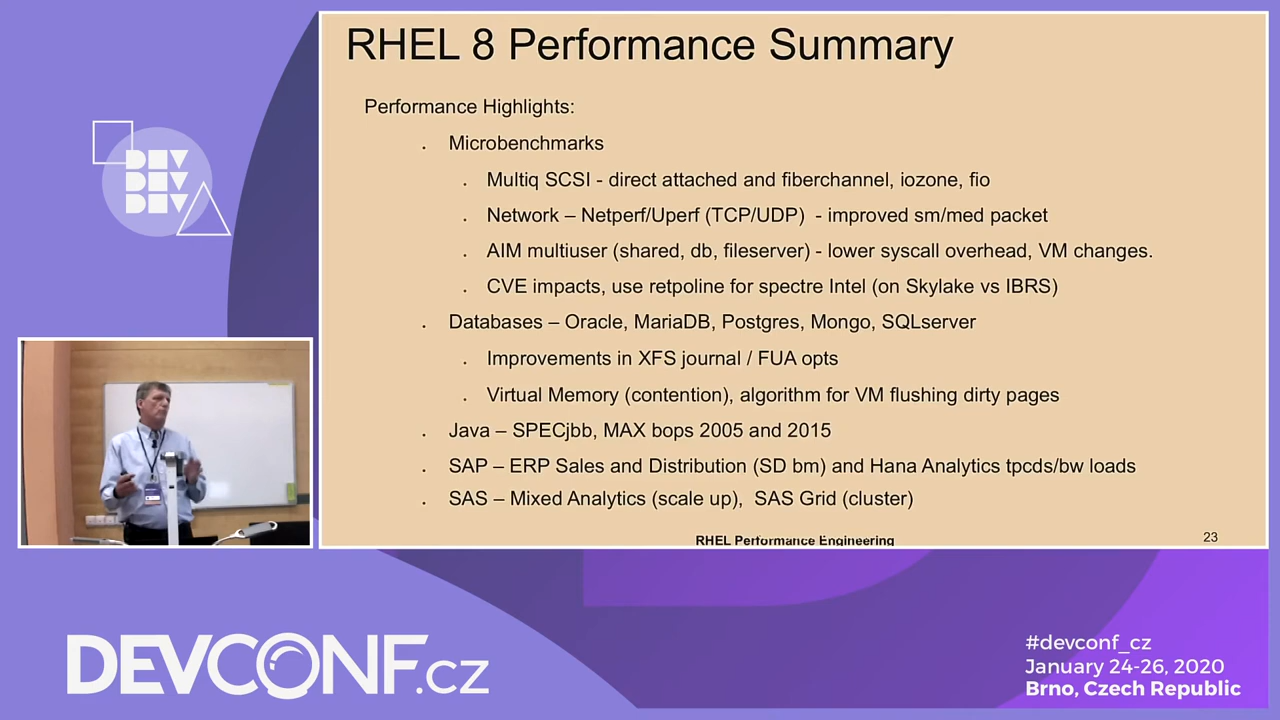 RHEL 8 Performance Summary
Performance Highlights:
. Microbenchmarks
. Multiq SCSI - direct attached and fiberchannel, iozone, fio
. Network – Netperf/Uperf (TCP/UDP)  - improved sm/med packet
. AIM multiuser (shared, db, fileserver) - lower syscall overhead, VM changes.
. CVE impacts, use retpoline for spectre Intel (on Skylake vs IBRS)
. Databases – Oracle, MariaDB, Postgres, Mongo, SQLserver
. Improvements in XFS journal / FUA opts
. Virtual Memory (contention), algorithm for VM flushing dirty pages
. Java – SPECjbb, MAX bops 2005 and 2015
. SAP – ERP Sales and Distribution (SD bm) and Hana Analytics tpcds/bw loads
. SAS – Mixed Analytics (scale up),  SAS Grid (cluster)
RHEL Performance Engineering
23
DEV
DEV
DEV
DEVCONF.cz
#devconf_cz
January 24-26, 2020
Brno, Czech Republic